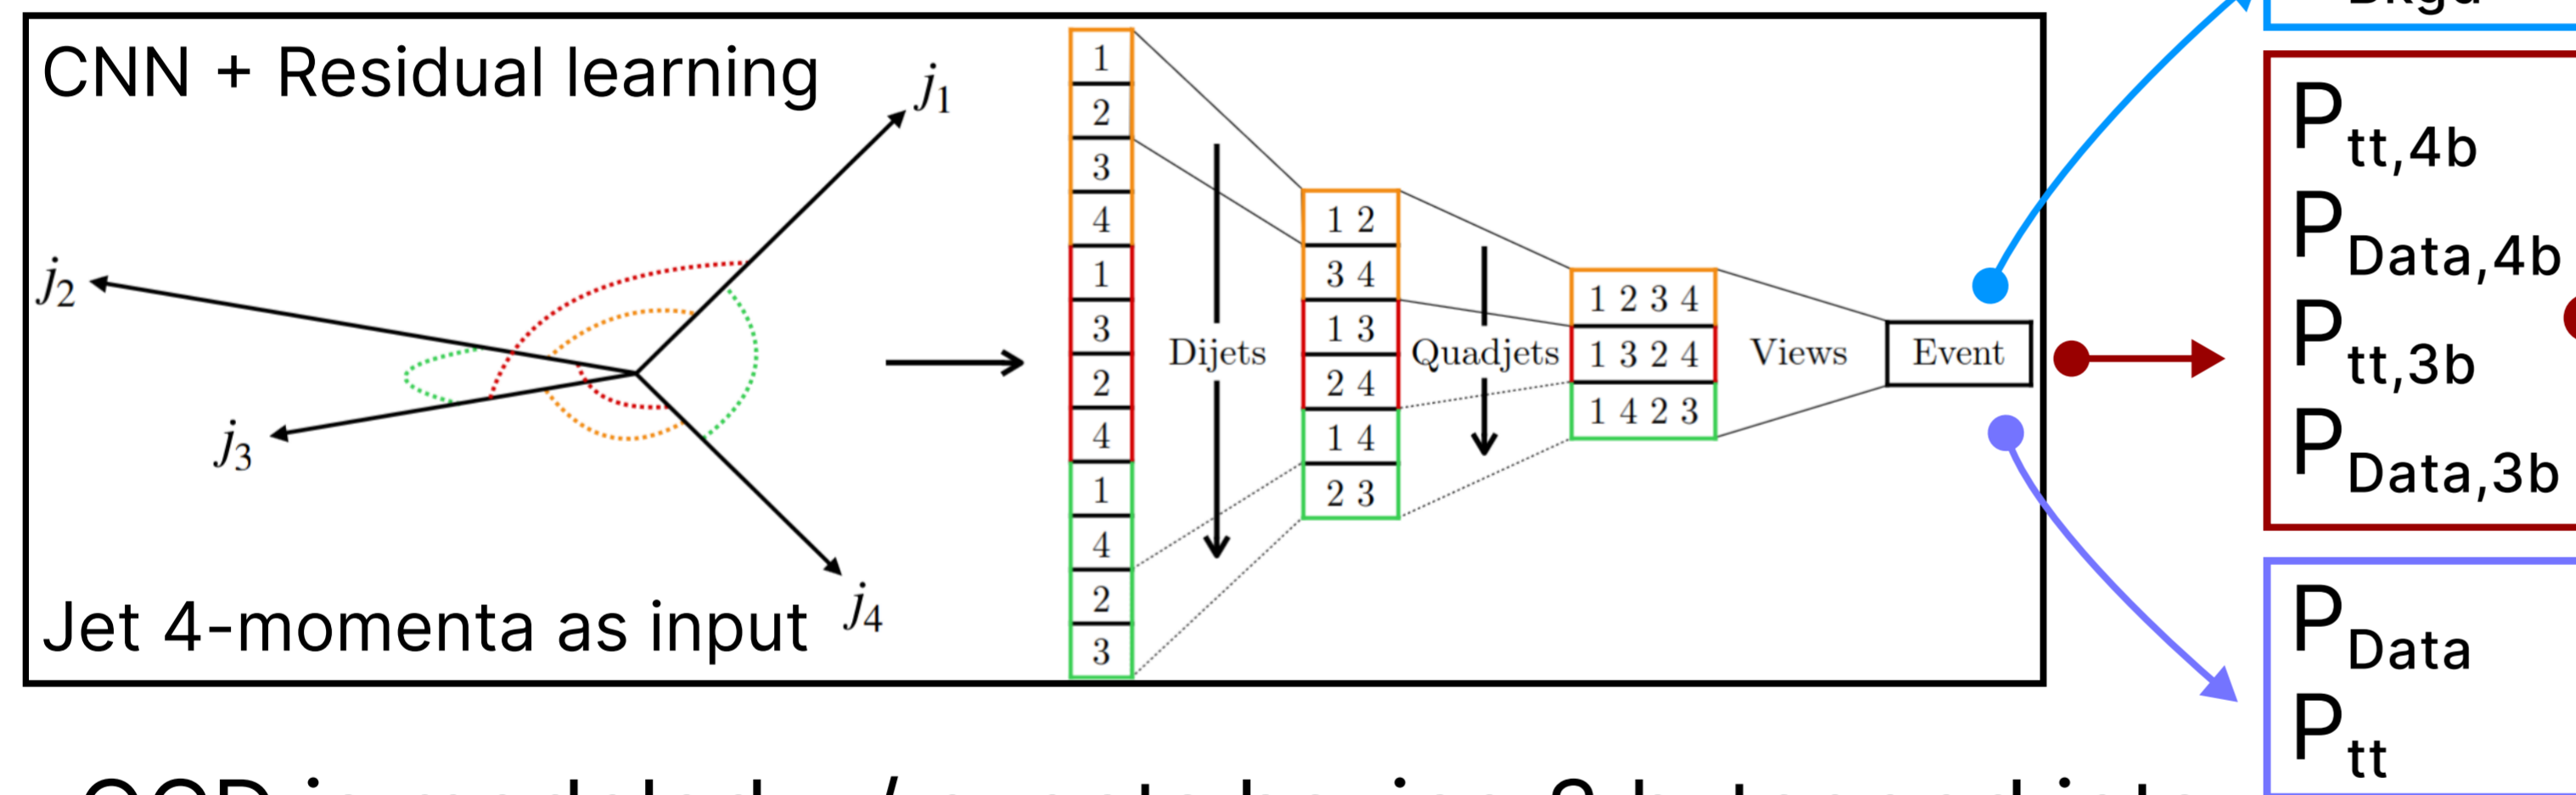 CNN + Residual learning
j1
j2
j3
j4
Jet 4-momenta as input
1
2
3
4
1
3
2
4
1
4
2
3
Dijets
1 2
3 4
1 3
2 4
1 4
2 3
Quadjets
1 2 3 4
1 3 2 4
1 4 2 3
Views
Event
Ptt,4b
PData,4b
Ptt,3b
PData,3b
PData
Ptt